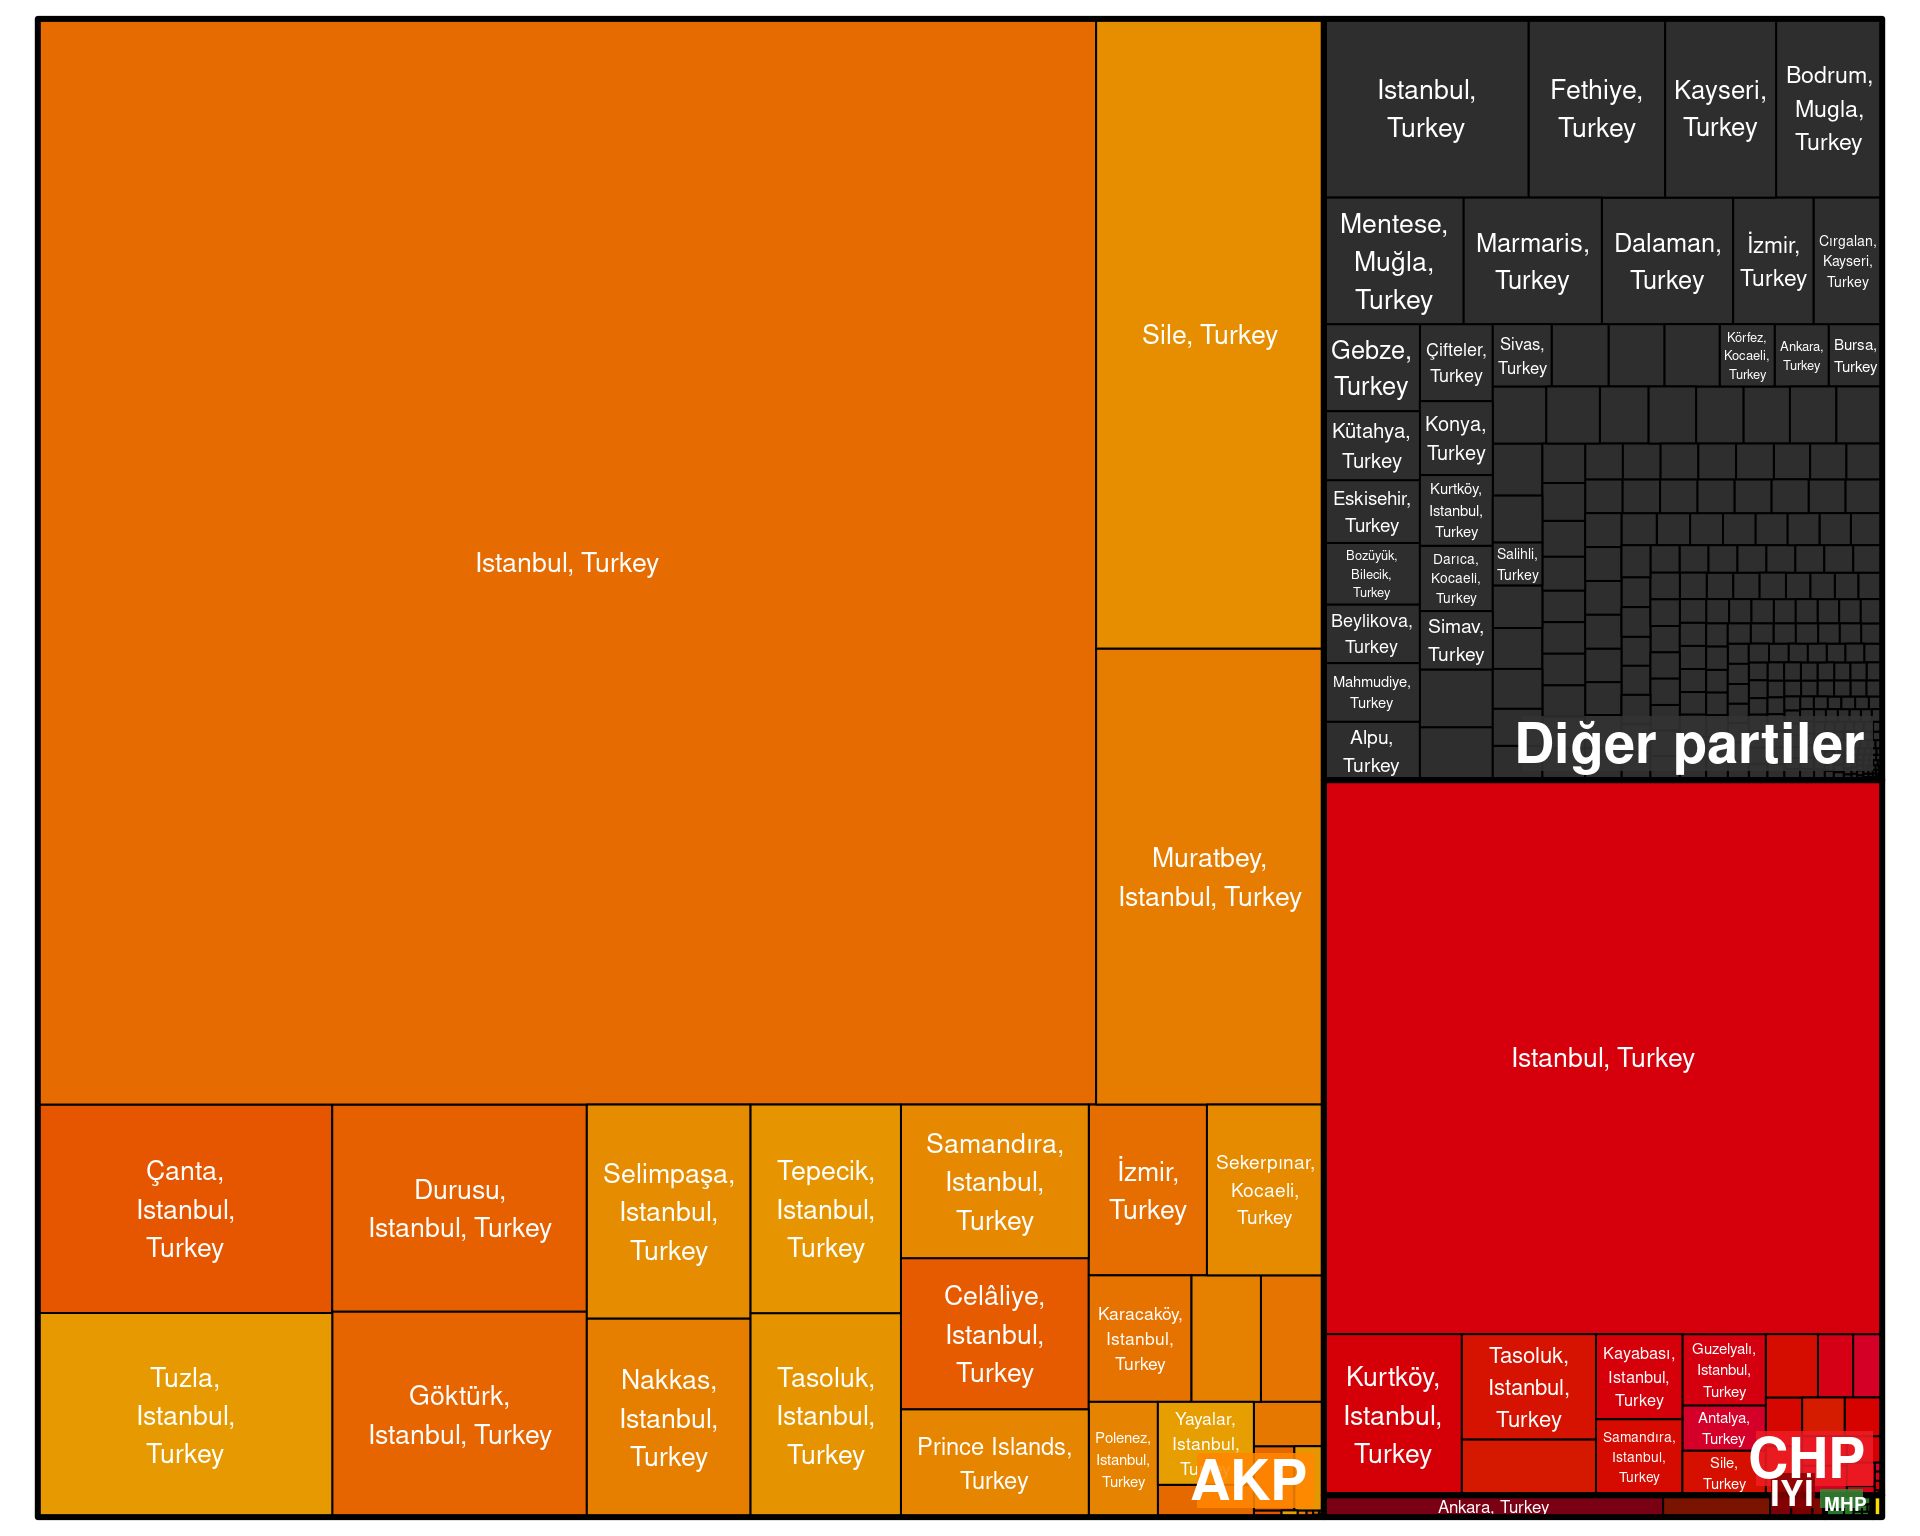 Istanbul, Turkey
Sile, Turkey
Muratbey,
Istanbul, Turkey
Çanta,
Istanbul,
Turkey
Durusu,
Istanbul, Turkey
Selimpaşa,
Istanbul,
Turkey
Tepecik,
Istanbul,
Turkey
Samandıra,
Istanbul,
Turkey
İzmir,
Turkey
Sekerpınar,
Kocaeli,
Turkey
Tuzla,
Istanbul,
Turkey
Göktürk,
Istanbul, Turkey
Nakkas,
Istanbul,
Turkey
Tasoluk,
Istanbul,
Turkey
Celâliye,
Istanbul,
Turkey
Prince Islands,
Turkey
Karacaköy,
Istanbul,
Turkey
Polenez,
Istanbul,
Turkey
Yayalar,
Istanbul,
AKP
Istanbul,
Turkey
Fethiye,
Turkey
Kayseri,
Turkey
Bodrum,
Mugla,
Turkey
Mentese,
Muğla,
Turkey
Marmaris,
Turkey
Dalaman,
Turkey
İzmir,
Turkey
Cırgalan,
Kayseri,
Turkey
Gebze,
Turkey
Çifteler,
Turkey
Sivas,
Turkey
Körfez,
Kocaeli,
Turkey
Ankara,
Turkey
Bursa,
Turkey
Kütahya,
Turkey
Konya,
Turkey
Eskisehir,
Turkey
Kurtköy,
Istanbul,
Turkey
Bozüyük,
Bilecik,
Turkey
Darıca,
Kocaeli,
Turkey
Salihli,
Turkey
Beylikova,
Turkey
Simav,
Turkey
Mahmudiye,
Turkey
Alpu,
Turkey
Diğer partiler
Istanbul, Turkey
Kurtköy,
Istanbul,
Turkey
Tasoluk,
Istanbul,
Turkey
Kayabası,
Istanbul,
Turkey
Guzelyalı,
Istanbul,
Turkey
Antalya,
Turkey
Samandıra,
Istanbul,
Turkey
Sile,
Turkey
CHP
Ankara, Turkey
IYİ
MHP